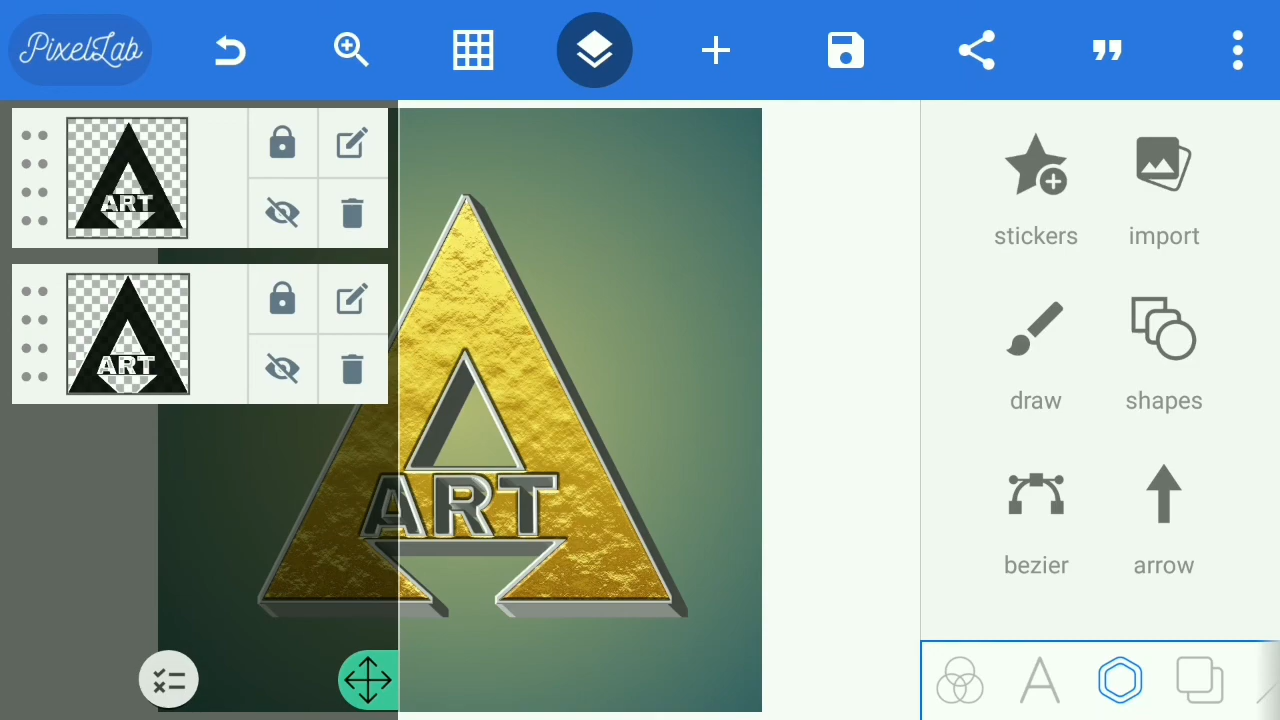 PixelLab
ART
ART
ART
stickers
import
draw
shapes
bezier
arrow